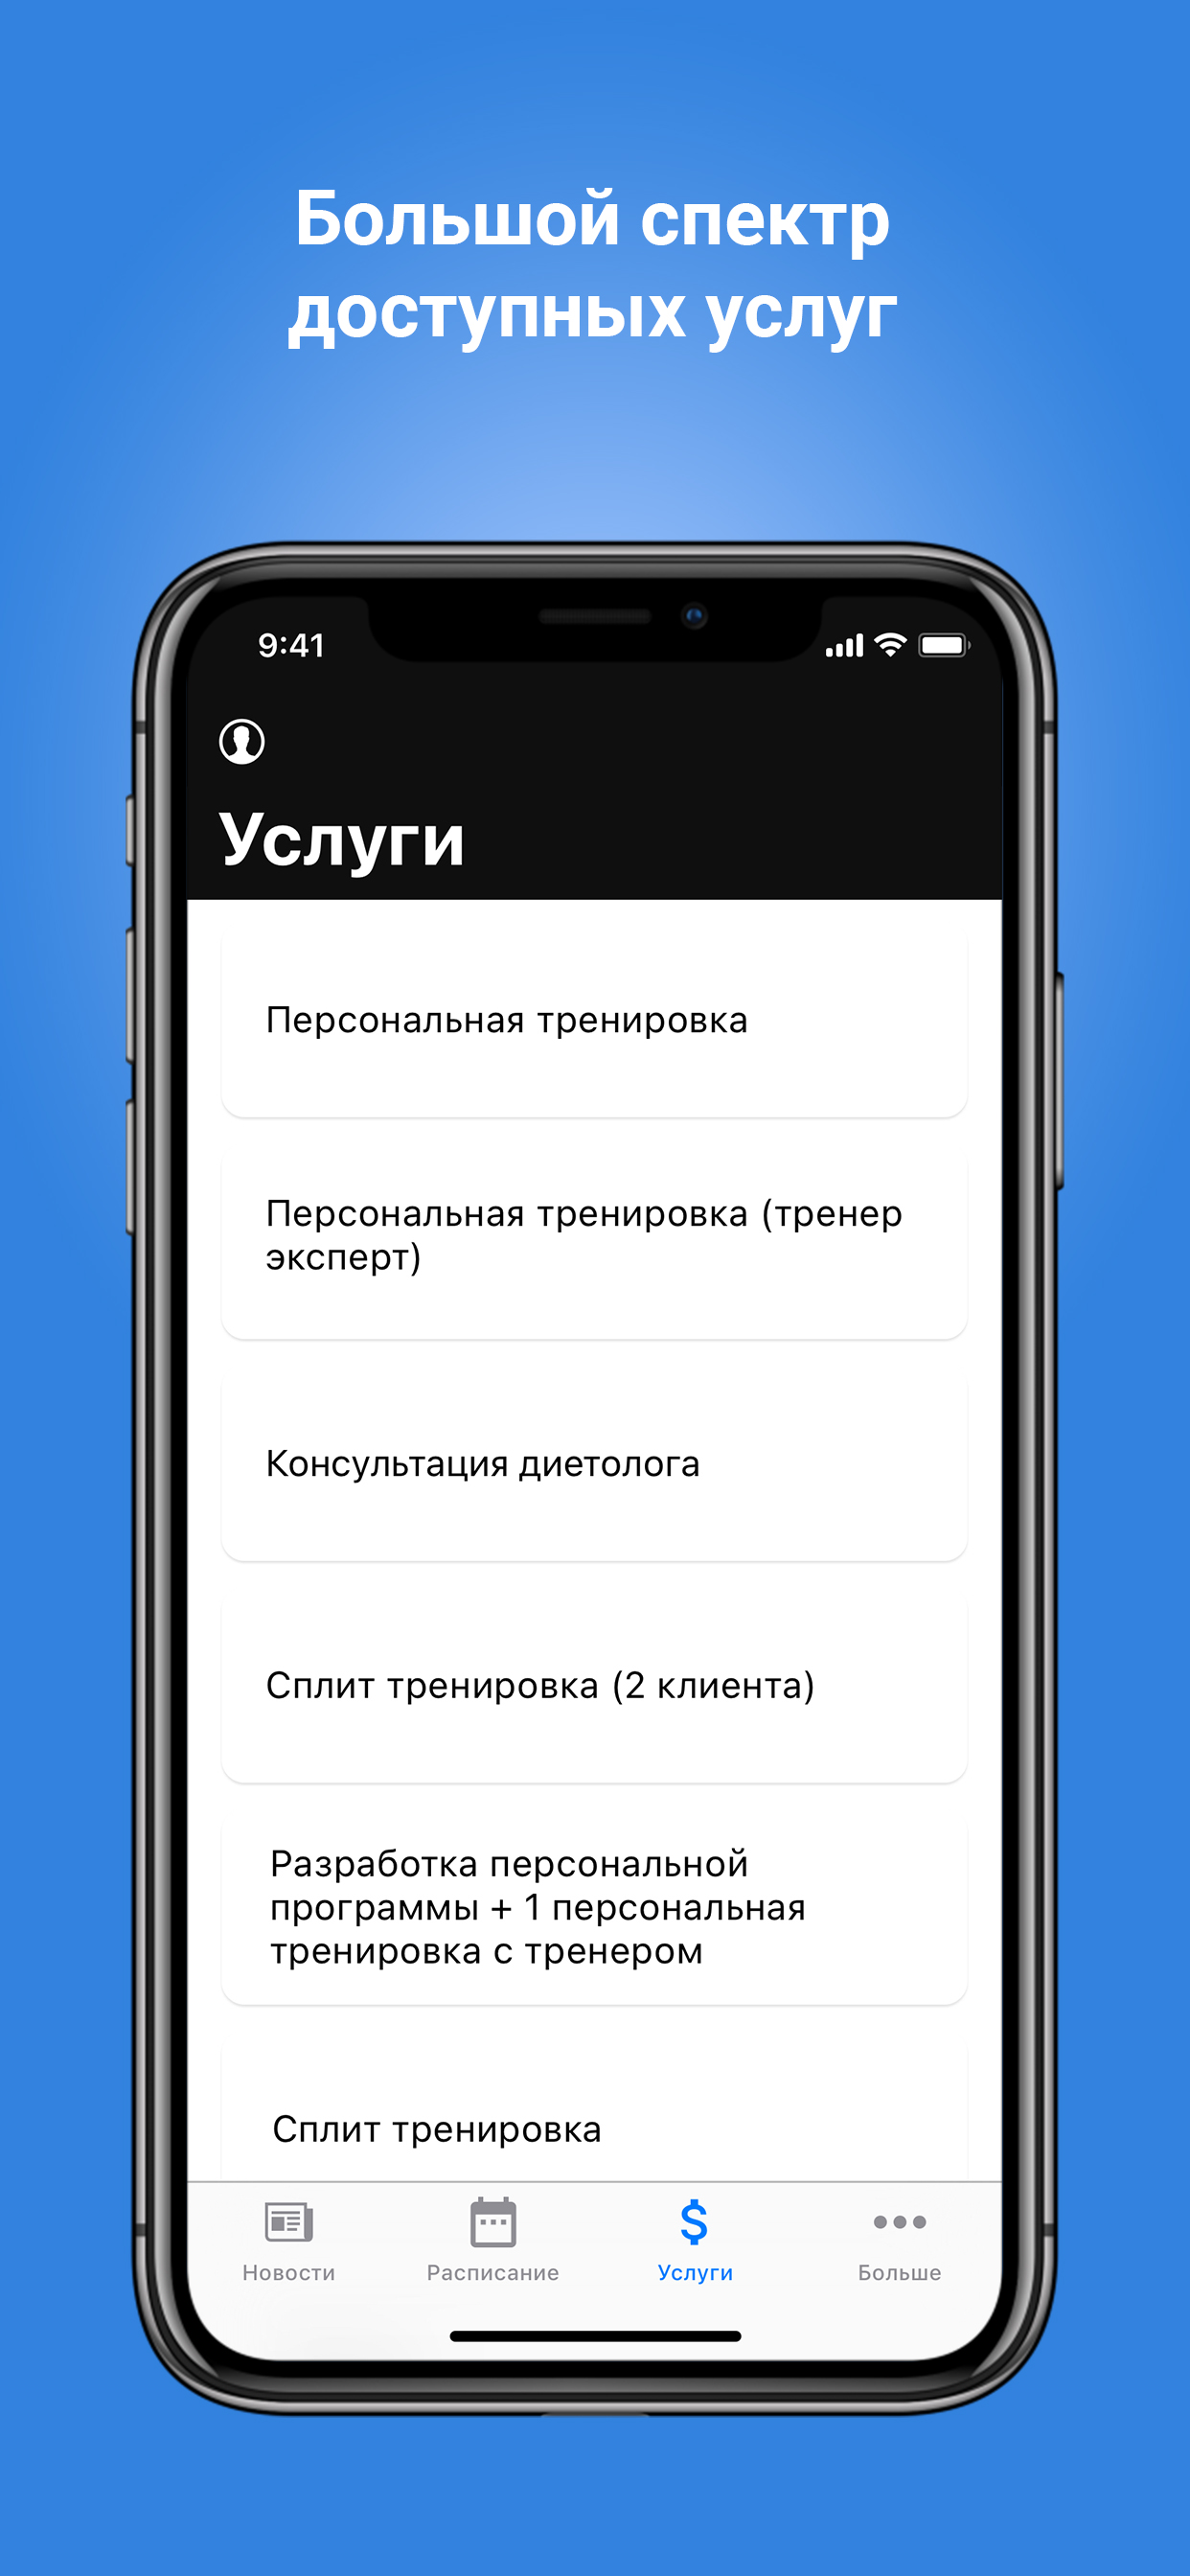 Большой спектр
доступных услуг
9:41
Услуги
Персональная тренировка
Персональная тренировка (тренер
эксперт)
Консультация диетолога
Сплит тренировка (2 клиента)
Разработка персональной
программы + 1 персональная
тренировка с тренером
Сплит тренировка
Новости
Расписание
Услуги
Больше